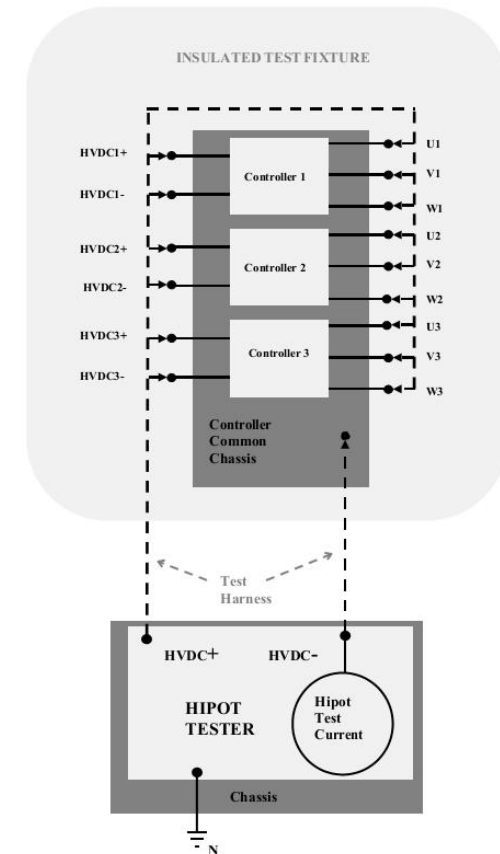 INSULATED TEST FIXTURE
HVDC1+
U1
Controller 1
V1
HVDC1-
W1
U2
HVDC2+
Controller 2
V2
HVDC2-
W2
U3
HVDC3+
Controller 3
V3
HVDC3-
W3
Controller
Common
Chassis
Test
Harness
HVDC+
HVDC-
HIPOT
TESTER
Hipot
Test
Current
Chassis
N